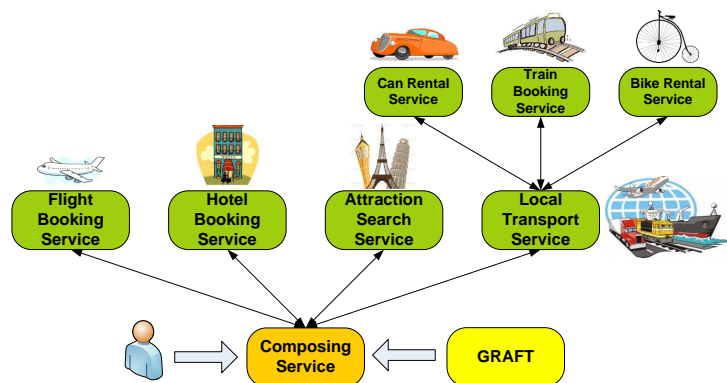 Can Rental
Service
Train
Booking
Service
Bike Rental
Service
Flight
Booking
Service
Hotel
Booking
Service
Attraction
Search
Service
Local
Transport
Service
Composing
Service
GRAFT